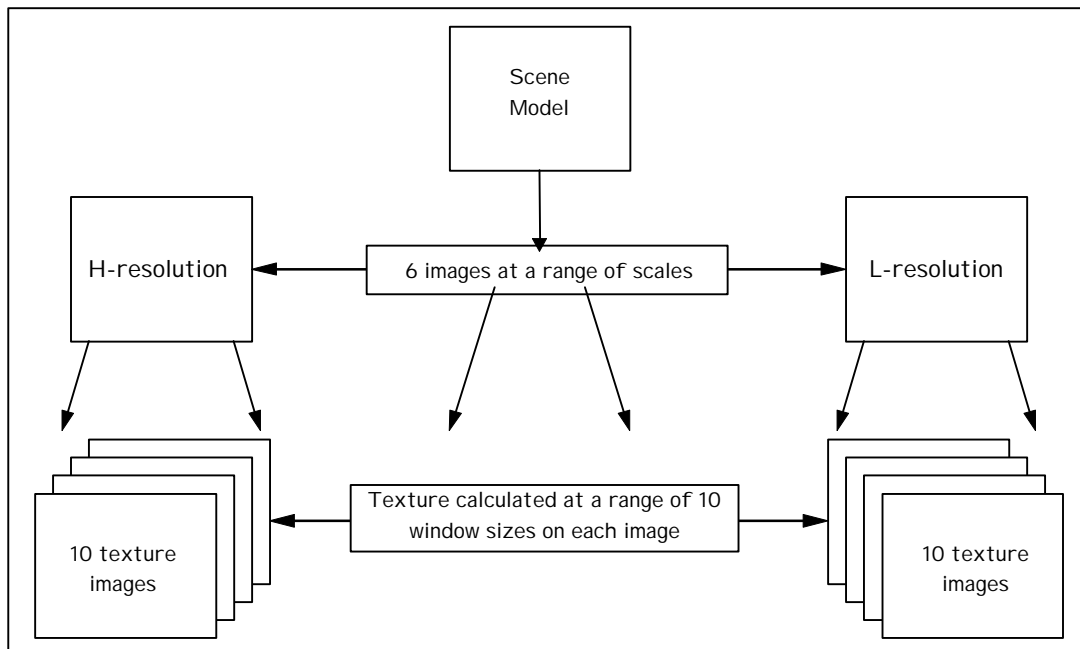 Scene
Model
H-resolution
6 images at a range of scales
L-resolution
Texture calculated at a range of 10
window sizes on each image
10 texture
images
10 texture
images